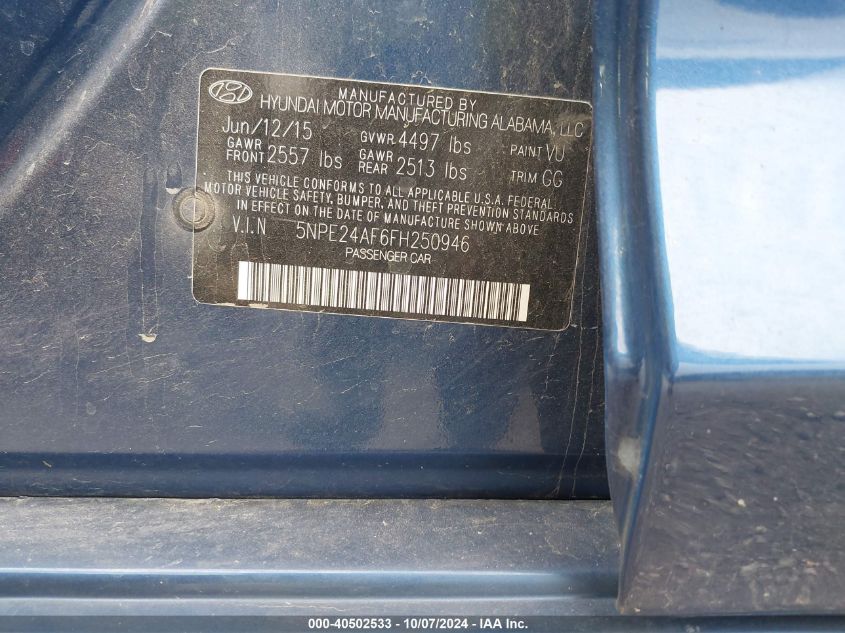 MANUFACTURED BY
HYUNDAI MOTOR MANUFACTURING ALABAMA, LLC
Jun/12/15 GVWR 4497 lbs PAINT VU
GAWR FRONT 2557 lbs GAWR REAR 2513 lbs TRIM GG
THIS VEHICLE CONFORMS TO ALL APPLICABLE U.S.A. FEDERAL
MOTOR VEHICLE SAFETY, BUMPER, AND THEFT PREVENTION STANDARDS
IN EFFECT ON THE DATE OF MANUFACTURE SHOWN ABOVE
V.I.N 5NPE24AF6FH250946
PASSENGER CAR
000-40502533 - 10/07/2024 - IAA Inc.